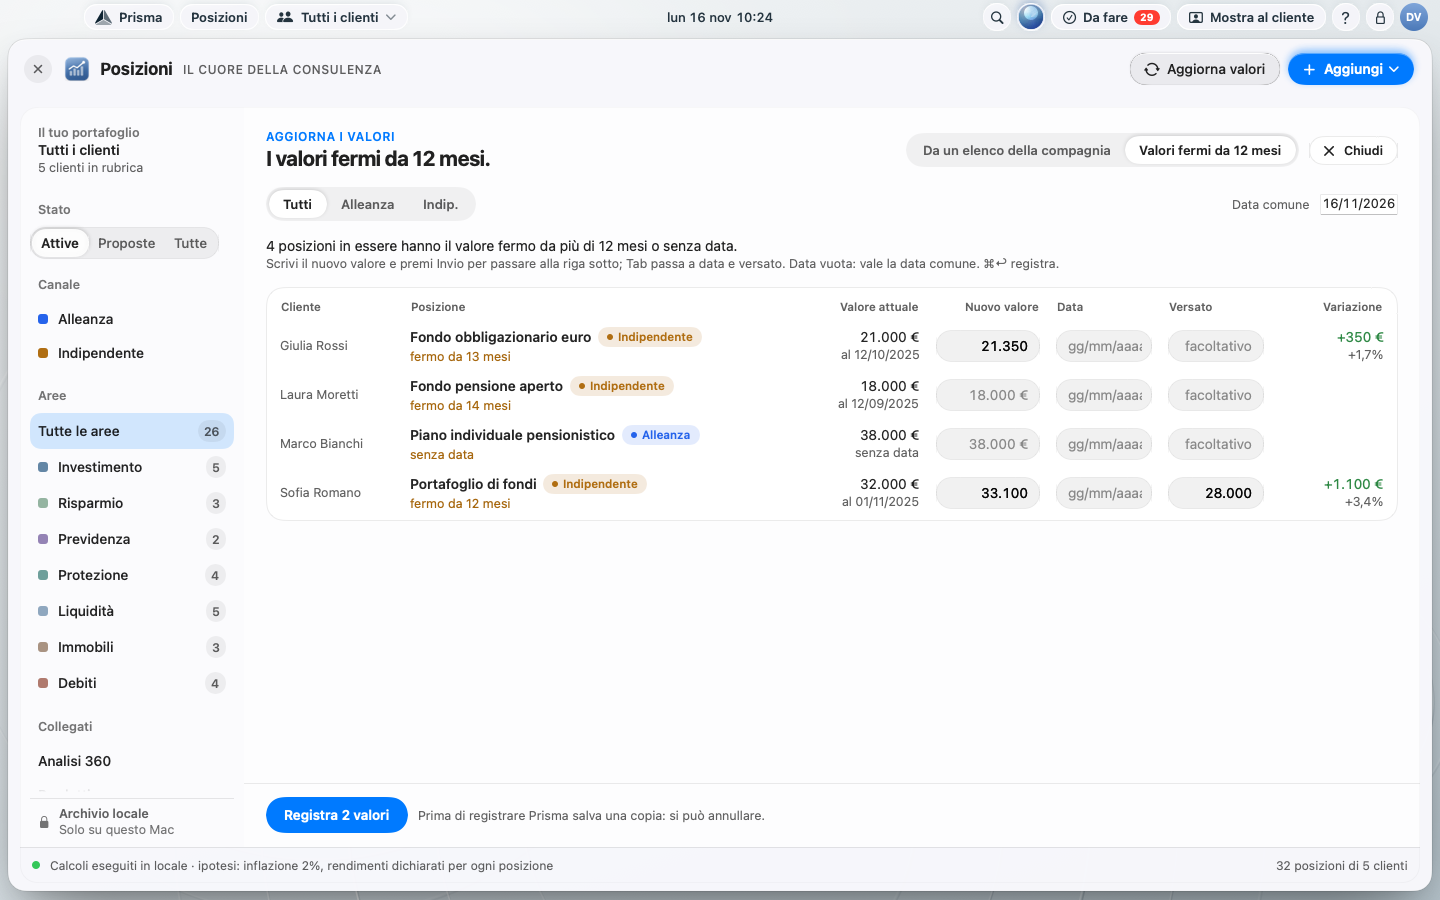 Prisma
Posizioni
Tutti i clienti
lun 16 nov 10:24
Da fare 29
Mostra al cliente
?
DV
Posizioni IL CUORE DELLA CONSULENZA
Aggiorna valori
Aggiungi
Il tuo portafoglio
Tutti i clienti
5 clienti in rubrica
Stato
Attive Proposte Tutte
Canale
Alleanza
Indipendente
Aree
Tutte le aree 26
Investimento 5
Risparmio 3
Previdenza 2
Protezione 4
Liquidità 5
Immobili 3
Debiti 4
Collegati
Analisi 360
Archivio locale
Solo su questo Mac
AGGIORNA I VALORI
I valori fermi da 12 mesi.
Da un elenco della compagnia Valori fermi da 12 mesi
Chiudi
Tutti Alleanza Indip.
Data comune 16/11/2026
4 posizioni in essere hanno il valore fermo da più di 12 mesi o senza data.
Scrivi il nuovo valore e premi Invio per passare alla riga sotto; Tab passa a data e versato. Data vuota: vale la data comune. ⌘↩ registra.
Cliente Posizione Valore attuale Nuovo valore Data Versato Variazione
Giulia Rossi Fondo obbligazionario euro Indipendente 21.000 € 21.350 gg/mm/aaaa facoltativo +350 €
fermo da 13 mesi al 12/10/2025 +1,7%
Laura Moretti Fondo pensione aperto Indipendente 18.000 € 18.000 € gg/mm/aaaa facoltativo
fermo da 14 mesi al 12/09/2025
Marco Bianchi Piano individuale pensionistico Alleanza 38.000 € 38.000 € gg/mm/aaaa facoltativo
senza data senza data
Sofia Romano Portafoglio di fondi Indipendente 32.000 € 33.100 gg/mm/aaaa 28.000 +1.100 €
fermo da 12 mesi al 01/11/2025 +3,4%
Registra 2 valori
Prima di registrare Prisma salva una copia: si può annullare.
Calcoli eseguiti in locale · ipotesi: inflazione 2%, rendimenti dichiarati per ogni posizione
32 posizioni di 5 clienti